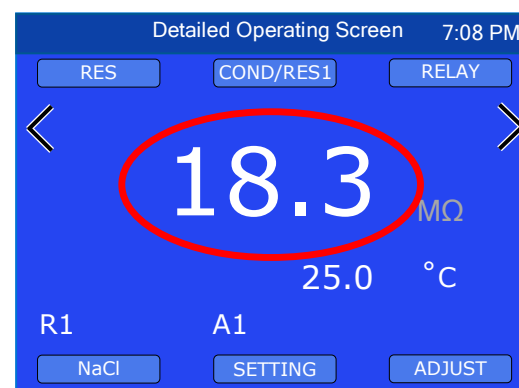 Detailed Operating Screen 7:08 PM
RES COND/RES1 RELAY
18.3 MΩ
25.0 °C
R1 A1
NaCl SETTING ADJUST